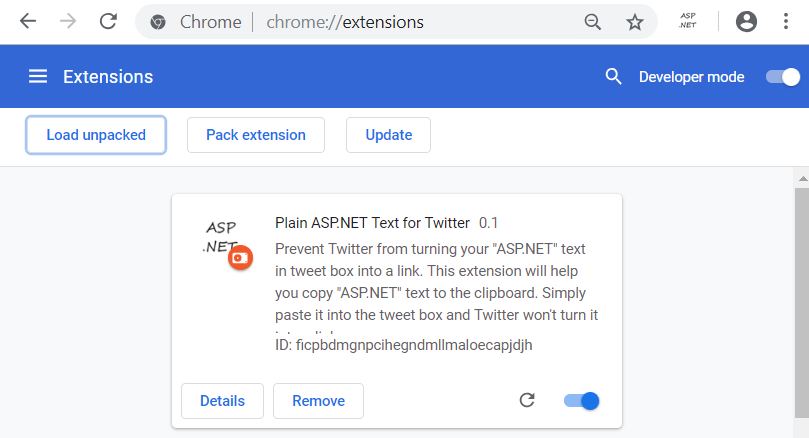 Chrome chrome://extensions ASP .NET
Extensions Developer mode
Load unpacked Pack extension Update
ASP
.NET
Plain ASP.NET Text for Twitter 0.1
Prevent Twitter from turning your "ASP.NET" text
in tweet box into a link. This extension will help
you copy "ASP.NET" text to the clipboard. Simply
paste it into the tweet box and Twitter won't turn it
ID: ficpbdmgnpcihegndmllmaloecapjdjh
Details Remove